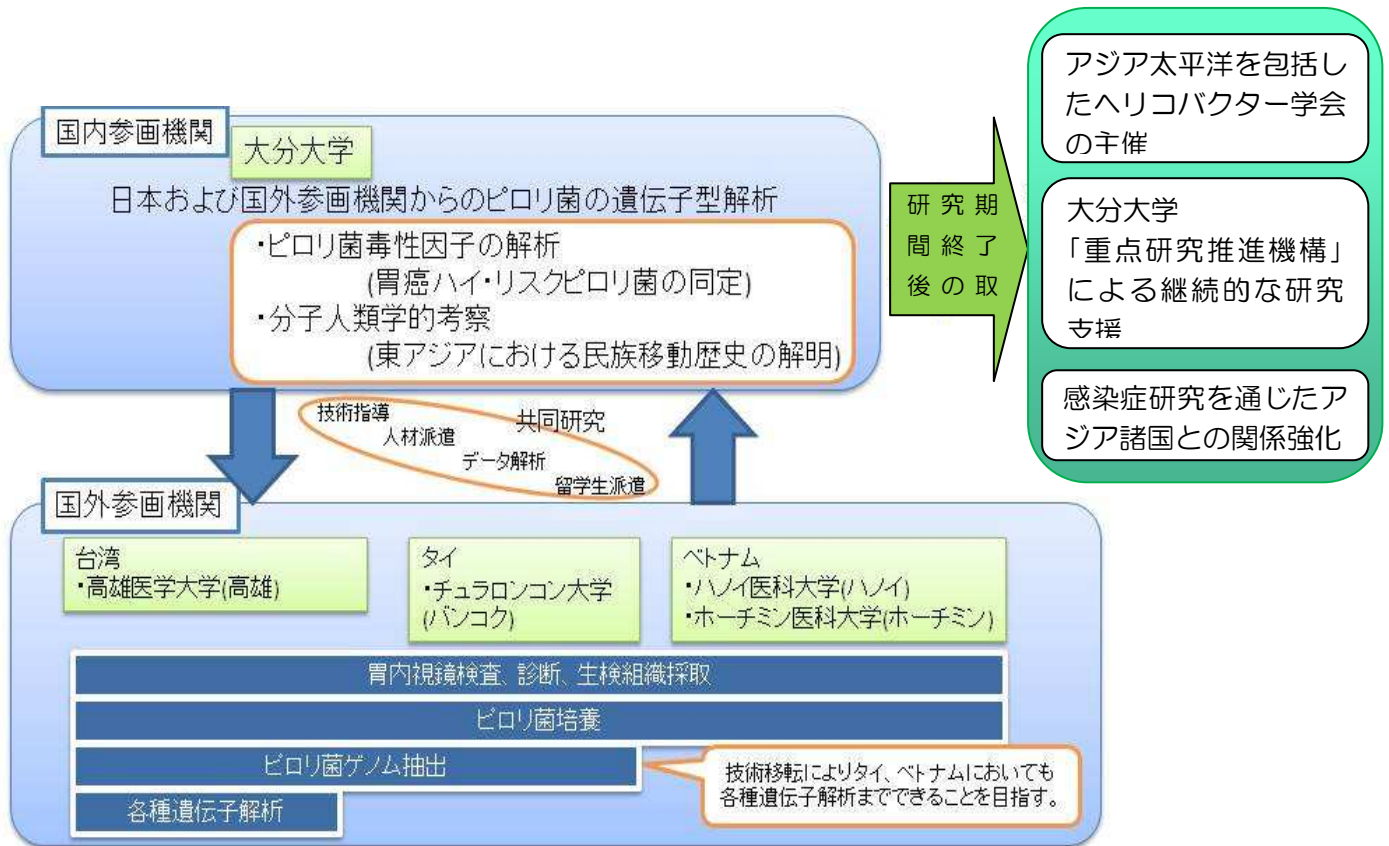 国内参画機関
大分大学
日本および国外参画機関からのピロリ菌の遺伝子型解析
・ピロリ菌毒性因子の解析
(胃癌ハイ・リスクピロリ菌の同定)
・分子人類学的考察
(東アジアにおける民族移動歴史の解明)
研究期
間終了
後の取
アジア太平洋を包括し
たヘリコバクター学会
の主催
大分大学
「重点研究推進機構」
による継続的な研究
支援
感染症研究を通じたア
ジア諸国との関係強化
技術指導
人材派遣
共同研究
データ解析
留学生派遣
国外参画機関
台湾
・高雄医学大学(高雄)
タイ
・チュラロンコン大学
(バンコク)
ベトナム
・ハノイ医科大学(ハノイ)
・ホーチミン医科大学(ホーチミン)
胃内視鏡検査、診断、生検組織採取
ピロリ菌培養
ピロリ菌ゲノム抽出
各種遺伝子解析
技術移転によりタイ、ベトナムにおいても
各種遺伝子解析までできることを目指す。